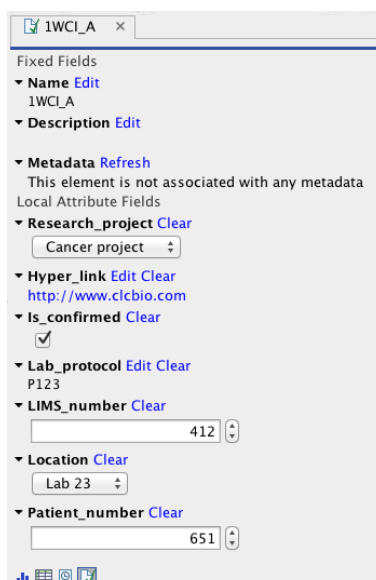 1WCI_A
Fixed Fields
Name Edit
1WCI_A
Description Edit
Metadata Refresh
This element is not associated with any metadata
Local Attribute Fields
Research_project Clear
Cancer project
Hyper_link Edit Clear
http://www.clcbio.com
Is_confirmed Clear
Lab_protocol Edit Clear
P123
LIMS_number Clear
412
Location Clear
Lab 23
Patient_number Clear
651